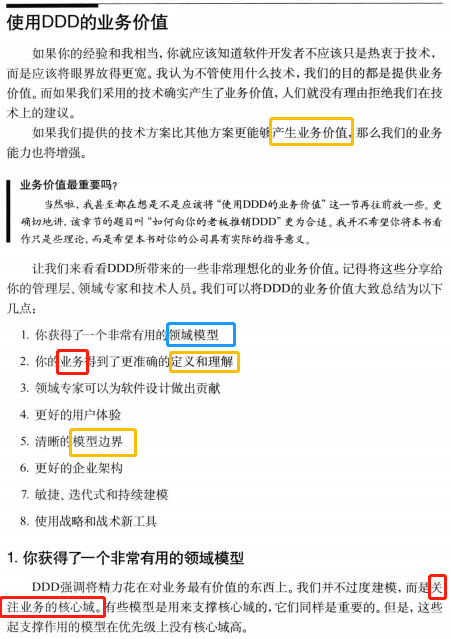 使用DDD的业务价值
如果你的经验和我相当，你就应该知道软件开发者不应该只是热衷于技术，
而是应该将眼界放得更宽。我认为不管使用什么技术，我们的目的都是提供业务
价值。而如果我们采用的技术确实产生了业务价值，人们就没有理由拒绝我们在技
术上的建议。
如果我们提供的技术方案比其他方案更能够产生业务价值，那么我们的业务
能力也将增强。
业务价值最重要吗？
当然啦，我甚至都在想是不是应该将“使用DDD的业务价值”这一节再往前放一些。更
确切地讲，该章节的题目叫“如何向你的老板推销DDD”更为合适。我并不希望你将本书看
作只是些理论，而是希望本书对你的公司具有实际的指导意义。
让我们来看看DDD所带来的一些非常理想化的业务价值。记得将这些分享给
你的管理层、领域专家和技术人员。我们可以将DDD的业务价值大致总结为以下
几点：
1. 你获得了一个非常有用的领域模型
2. 你的业务得到了更准确的定义和理解
3. 领域专家可以为软件设计做出贡献
4. 更好的用户体验
5. 清晰的模型边界
6. 更好的企业架构
7. 敏捷、迭代式和持续建模
8. 使用战略和战术新工具
1. 你获得了一个非常有用的领域模型
DDD强调将精力花在对业务最有价值的东西上。我们并不过度建模，而是关
注业务的核心域。有些模型是用来支撑核心域的，它们同样是重要的。但是，这些
起支撑作用的模型在优先级上没有核心域高。